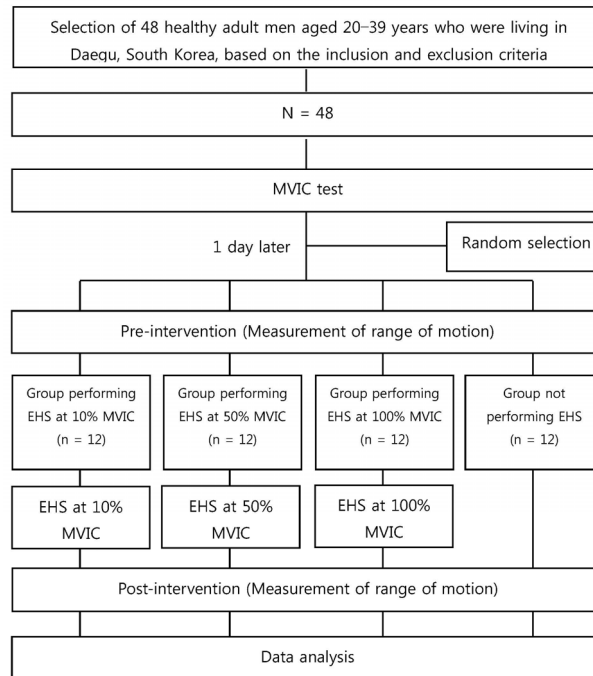 Selection of 48 healthy adult men aged 20–39 years who were living in
Daequ, South Korea, based on the inclusion and exclusion criteria
N = 48
MVIC test
1 day later
Random selection
Pre-intervention (Measurement of range of motion)
Group performing
EHS at 10% MVIC
(n = 12)
Group performing
EHS at 50% MVIC
(n = 12)
Group performing
EHS at 100% MVIC
(n = 12)
Group not
performing EHS
(n = 12)
EHS at 10%
MVIC
EHS at 50%
MVIC
EHS at 100%
MVIC
Post-intervention (Measurement of range of motion)
Data analysis